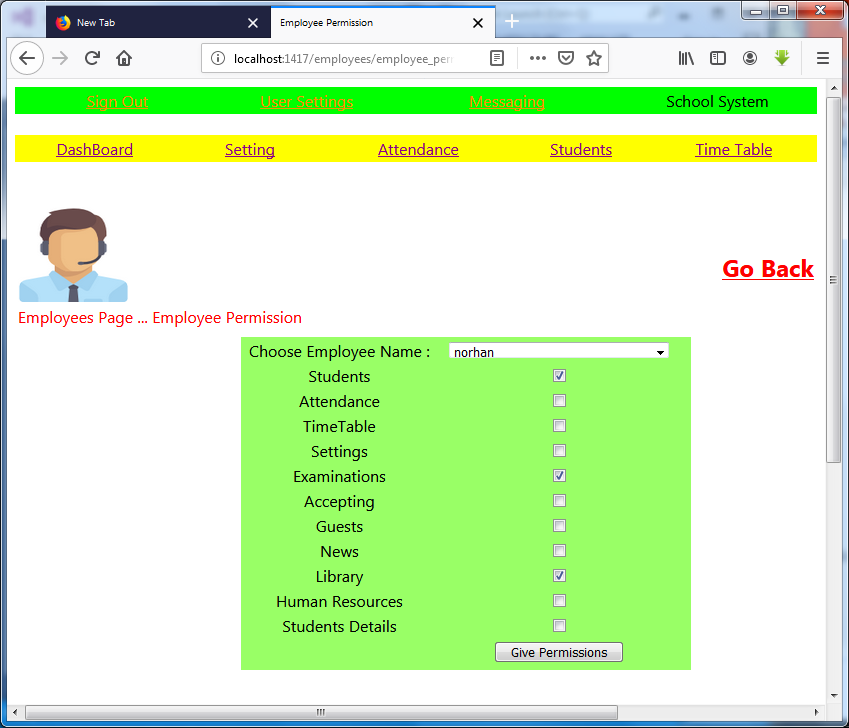 New Tab
Employee Permission
localhost:1417/employees/employee_per
Sign Out User Settings Messaging School System
DashBoard Setting Attendance Students Time Table
Go Back
Employees Page ... Employee Permission
Choose Employee Name : norhan
Students
Attendance
TimeTable
Settings
Examinations
Accepting
Guests
News
Library
Human Resources
Students Details
Give Permissions